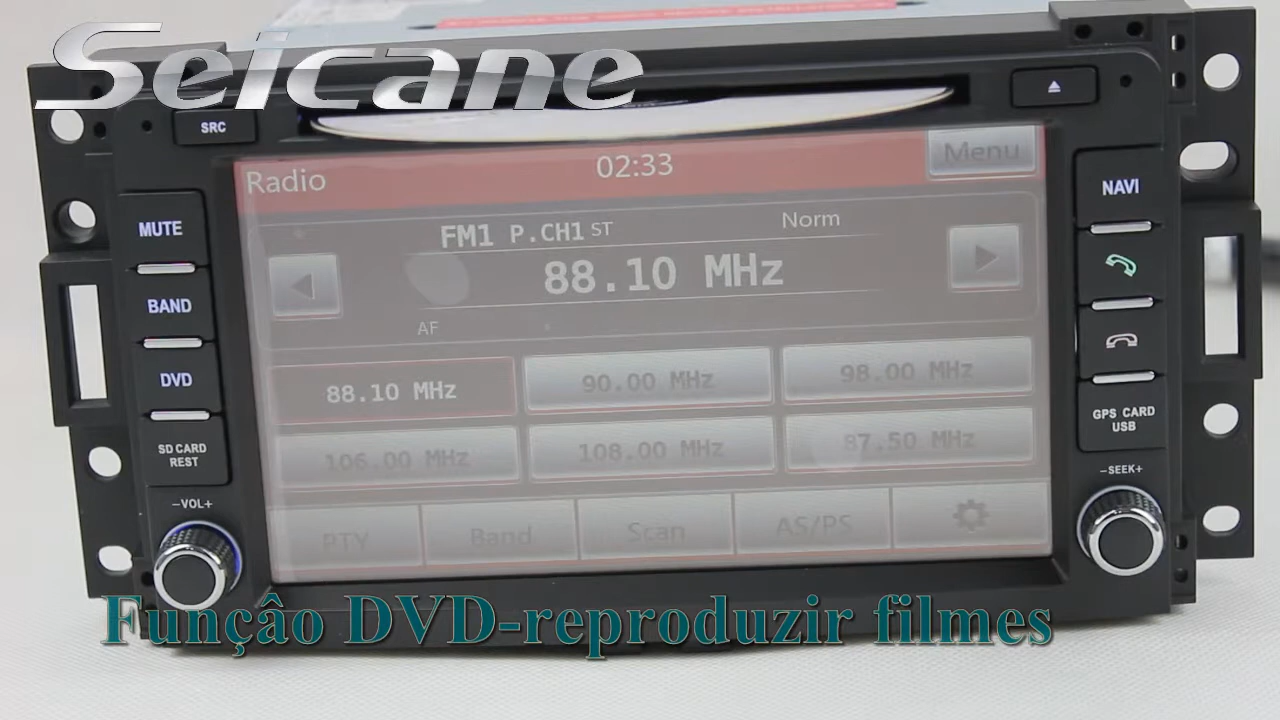 Seicane
SRC
MUTE
BAND
DVD
SD CARD
REST
–VOL+
Radio
02:33
Menu
FM1 P.CH1 ST
Norm
88.10 MHz
AF
88.10 MHz
90.00 MHz
98.00 MHz
106.00 MHz
108.00 MHz
87.50 MHz
PTY
Band
Scan
AS/PS
NAVI
GPS CARD
USB
–SEEK+
Funçâo DVD-reproduzir filmes